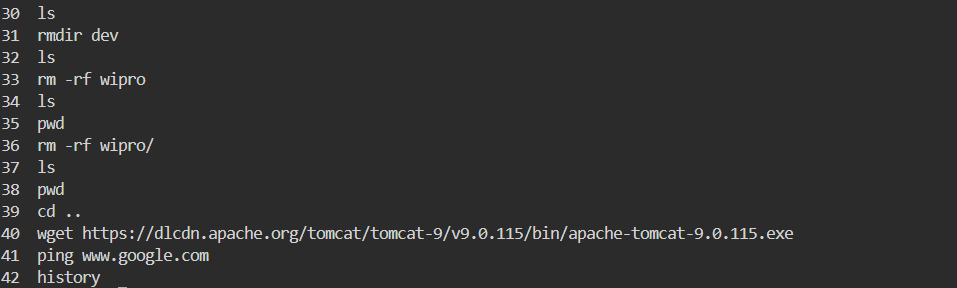 30 ls
31 rmdir dev
32 ls
33 rm -rf wipro
34 ls
35 pwd
36 rm -rf wipro/
37 ls
38 pwd
39 cd ..
40 wget https://dlcdn.apache.org/tomcat/tomcat-9/v9.0.115/bin/apache-tomcat-9.0.115.exe
41 ping www.google.com
42 history